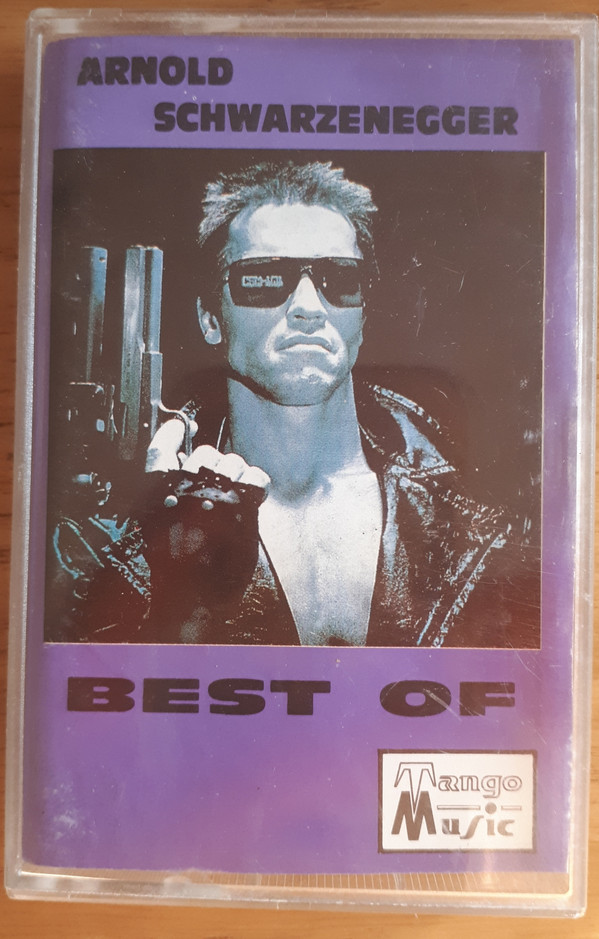 ARNOLD
SCHWARZENEGGER
BEST OF
Tango
Music